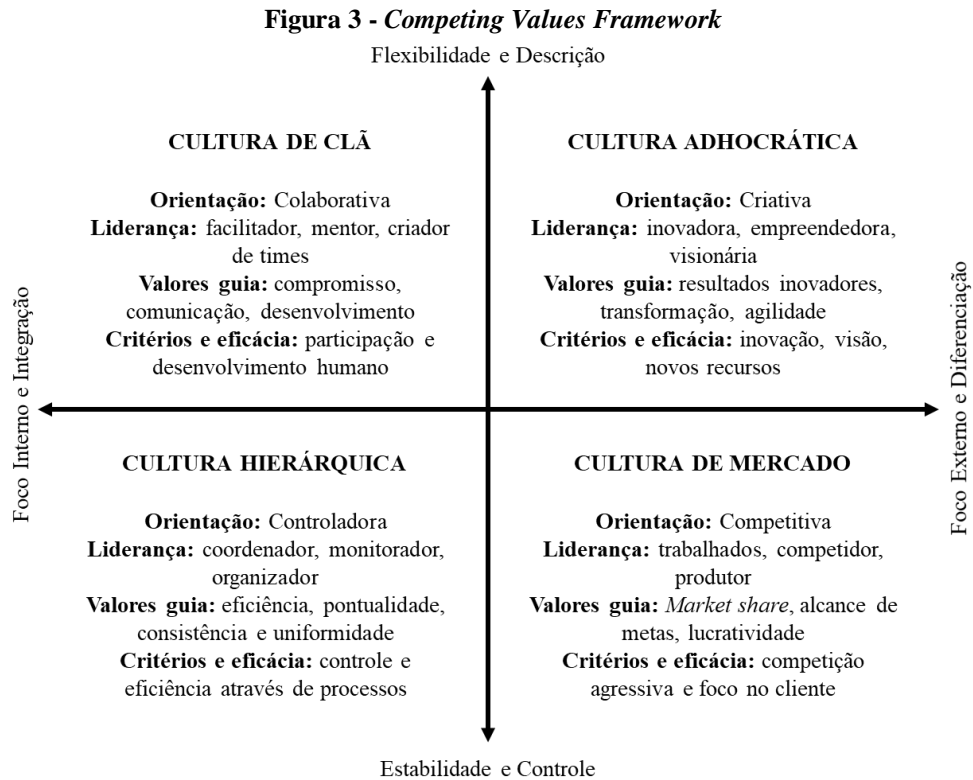 Figura 3 - Competing Values Framework
Flexibilidade e Descrição
CULTURA DE CLÃ
Orientação: Colaborativa
Liderança: facilitador, mentor, criador
de times
Valores guia: compromisso,
comunicação, desenvolvimento
Critérios e eficácia: participação e
desenvolvimento humano
CULTURA ADHOCRÁTICA
Orientação: Criativa
Liderança: inovadora, empreendedora,
visionária
Valores guia: resultados inovadores,
transformação, agilidade
Critérios e eficácia: inovação, visão,
novos recursos
Foco Interno e Integração
Foco Externo e Diferenciação
CULTURA HIERÁRQUICA
Orientação: Controladora
Liderança: coordenador, monitorador,
organizador
Valores guia: eficiência, pontualidade,
consistência e uniformidade
Critérios e eficácia: controle e
eficiência através de processos
CULTURA DE MERCADO
Orientação: Competitiva
Liderança: trabalhados, competidor,
produtor
Valores guia: Market share, alcance de
metas, lucratividade
Critérios e eficácia: competição
agressiva e foco no cliente
Estabilidade e Controle